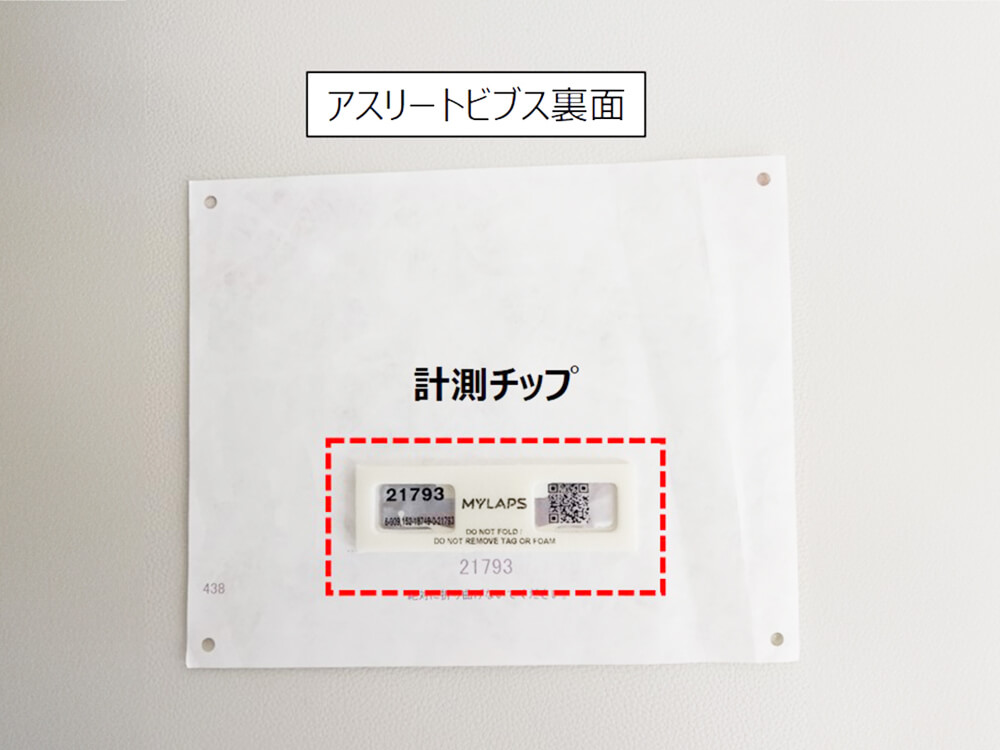 アスリートビブス裏面
計測チップ
21793
MYLAPS
DO NOT FOLD!
DO NOT REMOVE TAG OR FOAM
21793
438